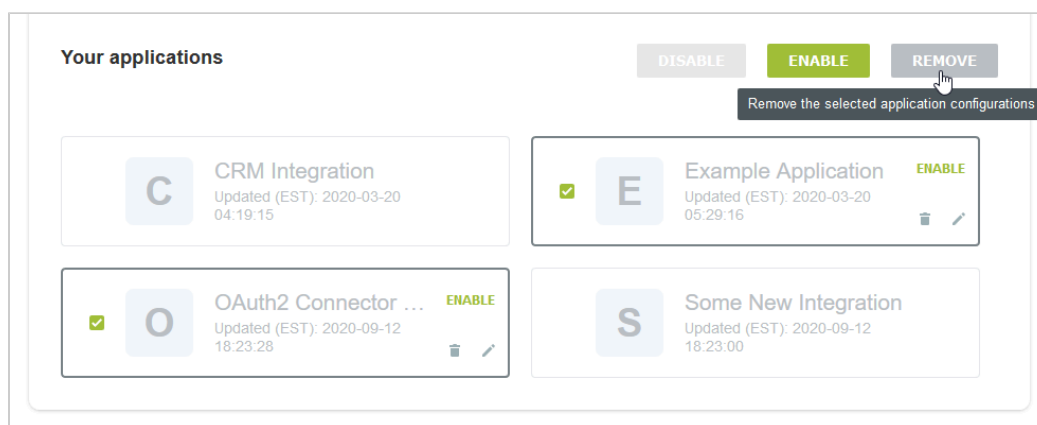 Your applications
DISABLE
ENABLE
REMOVE
Remove the selected application configurations
C
CRM Integration
Updated (EST): 2020-03-20
04:19:15
E
Example Application
ENABLE
Updated (EST): 2020-03-20
05:29:16
O
OAuth2 Connector ...
ENABLE
Updated (EST): 2020-09-12
18:23:28
S
Some New Integration
Updated (EST): 2020-09-12
18:23:00